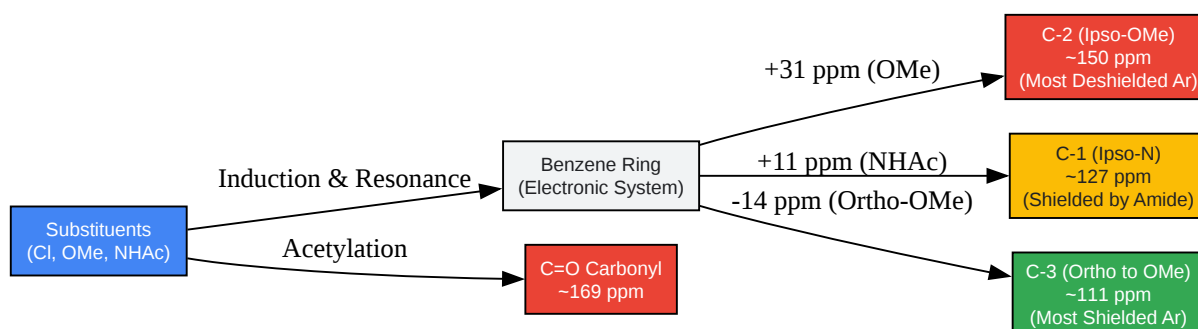 Substituents
(Cl, OMe, NHAc)
Induction & Resonance
Acetylation
Benzene Ring
(Electronic System)
C=O Carbonyl
~169 ppm
+31 ppm (OMe)
+11 ppm (NHAc)
-14 ppm (Ortho-OMe)
C-2 (Ipso-OMe)
~150 ppm
(Most Deshielded Ar)
C-1 (Ipso-N)
~127 ppm
(Shielded by Amide)
C-3 (Ortho to OMe)
~111 ppm
(Most Shielded Ar)